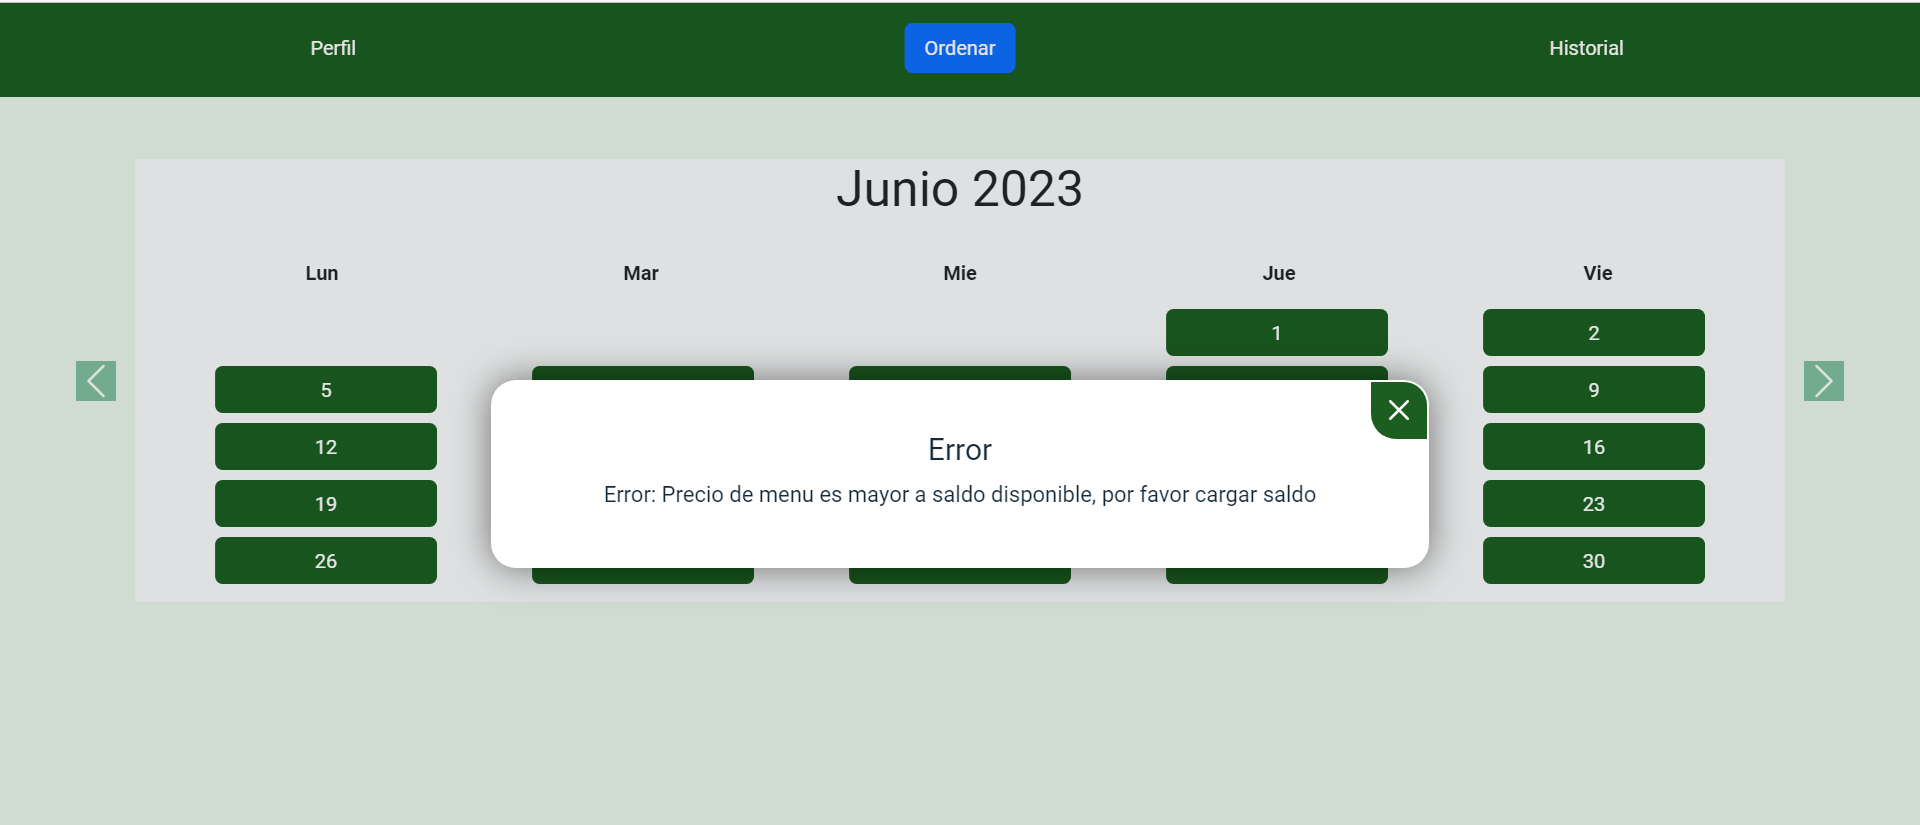 Perfil Ordenar Historial
Junio 2023
Lun Mar Mie Jue Vie
1 2
5 9
12 16
19 23
26 30
Error
Error: Precio de menu es mayor a saldo disponible, por favor cargar saldo